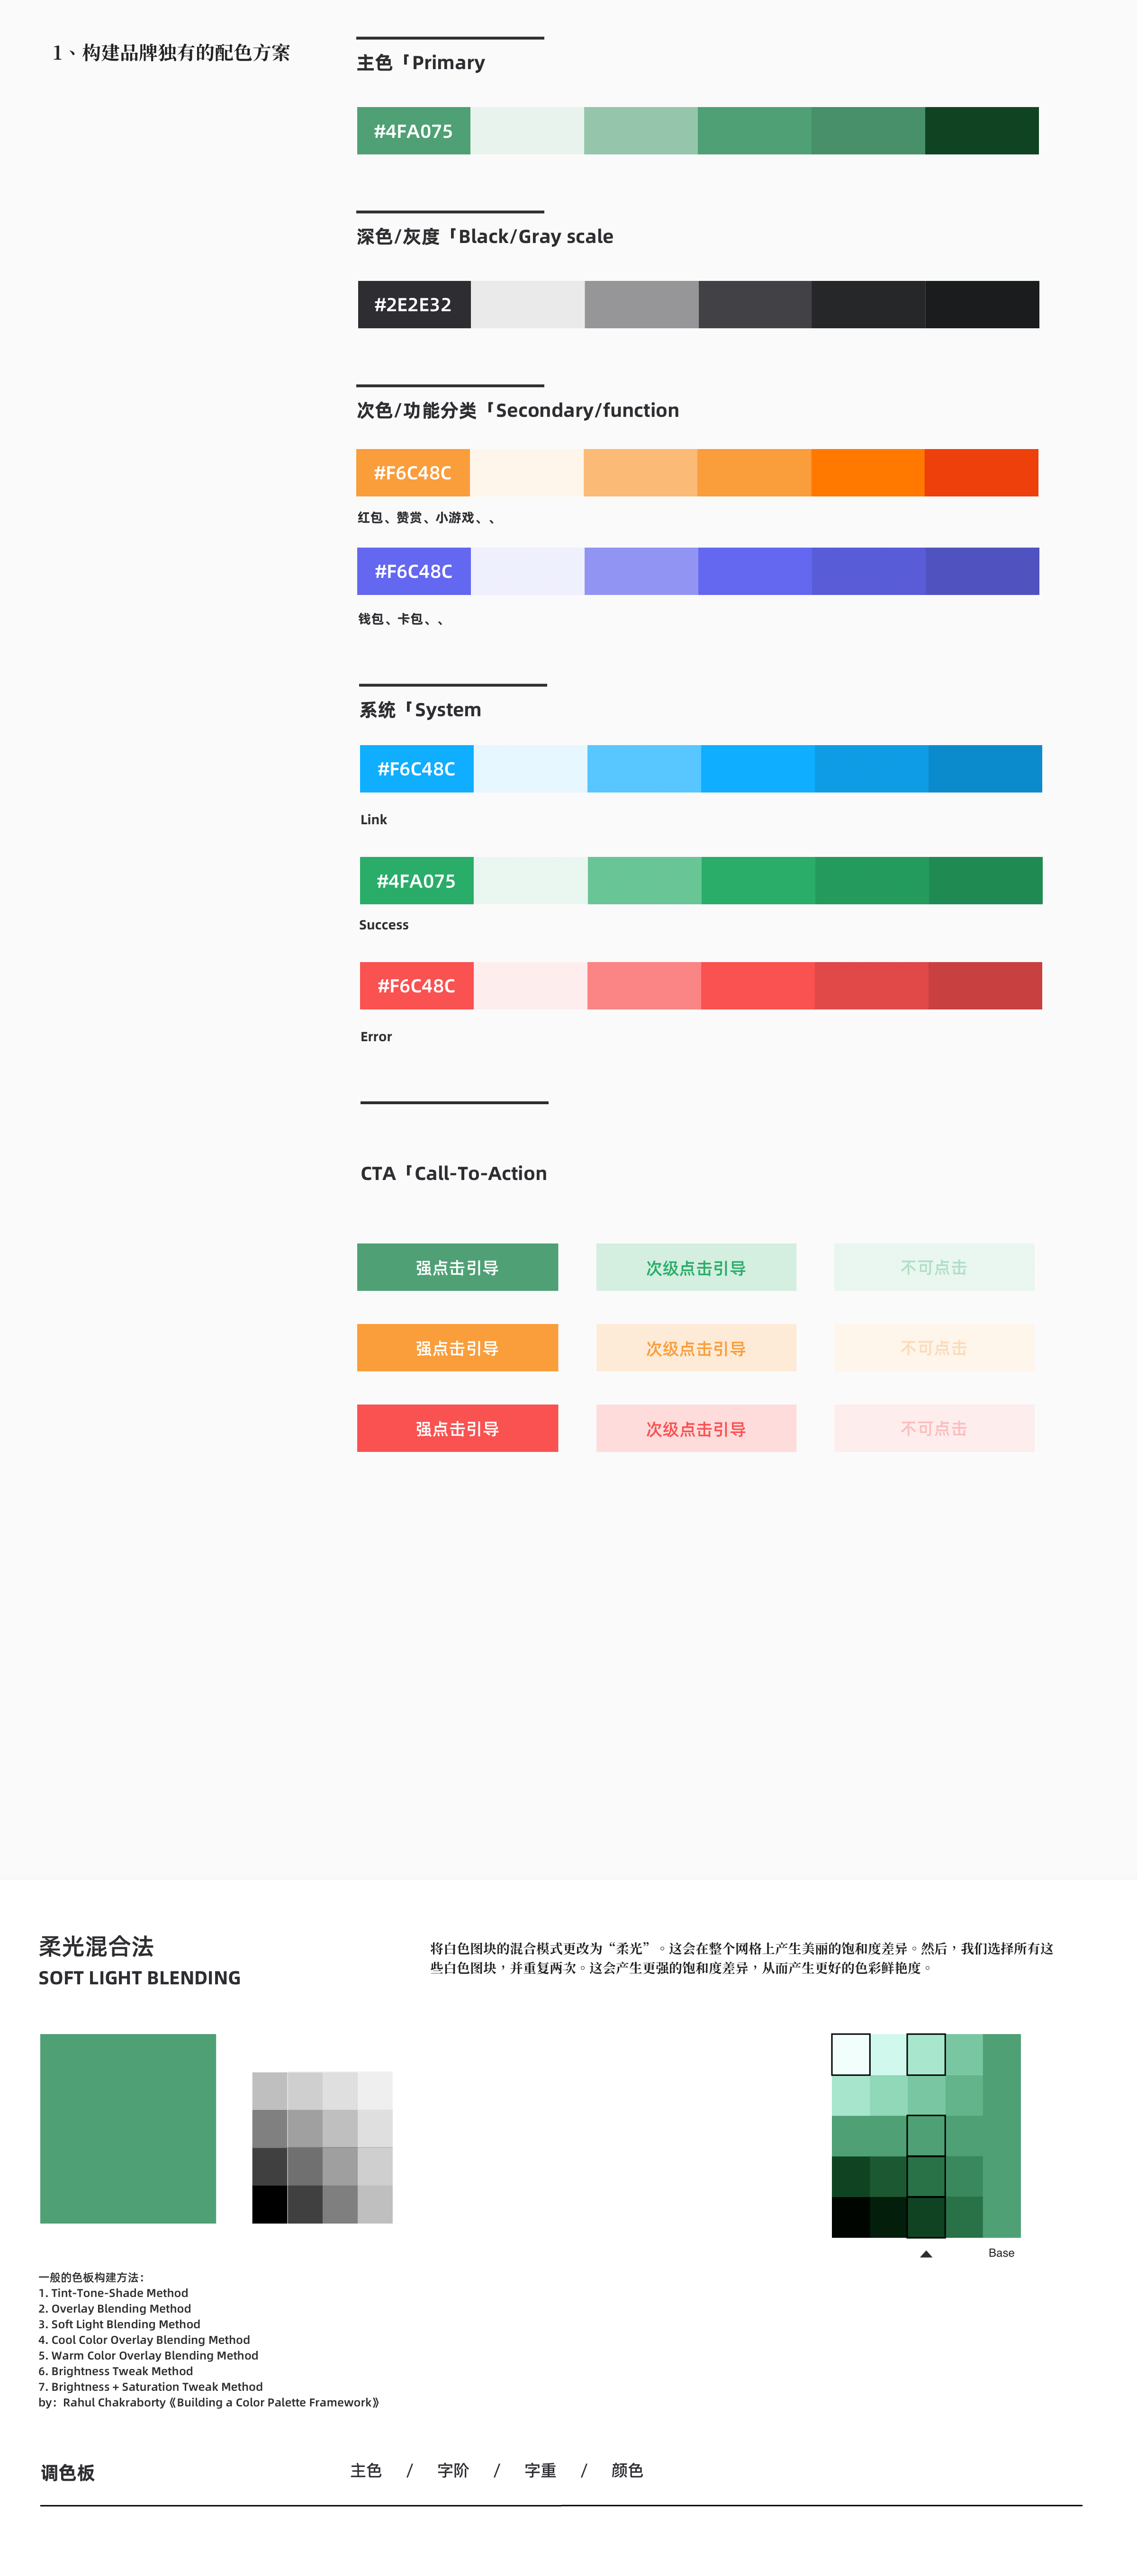 1、构建品牌独有的配色方案
主色「Primary
#4FA075
深色/灰度「Black/Gray scale
#2E2E32
次色/功能分类「Secondary/function
#F6C48C
红包、赞赏、小游戏、、
#F6C48C
钱包、卡包、、
系统「System
#F6C48C
Link
#4FA075
Success
#F6C48C
Error
CTA「Call-To-Action
强点击引导 次级点击引导 不可点击
强点击引导 次级点击引导 不可点击
强点击引导 次级点击引导 不可点击
柔光混合法
SOFT LIGHT BLENDING
将白色图块的混合模式更改为“柔光”。这会在整个网格上产生美丽的饱和度差异。然后，我们选择所有这
些白色图块，并重复两次。这会产生更强的饱和度差异，从而产生更好的色彩鲜艳度。
Base
一般的色板构建方法：
1. Tint-Tone-Shade Method
2. Overlay Blending Method
3. Soft Light Blending Method
4. Cool Color Overlay Blending Method
5. Warm Color Overlay Blending Method
6. Brightness Tweak Method
7. Brightness + Saturation Tweak Method
by：Rahul Chakraborty《Building a Color Palette Framework》
调色板
主色 / 字阶 / 字重 / 颜色